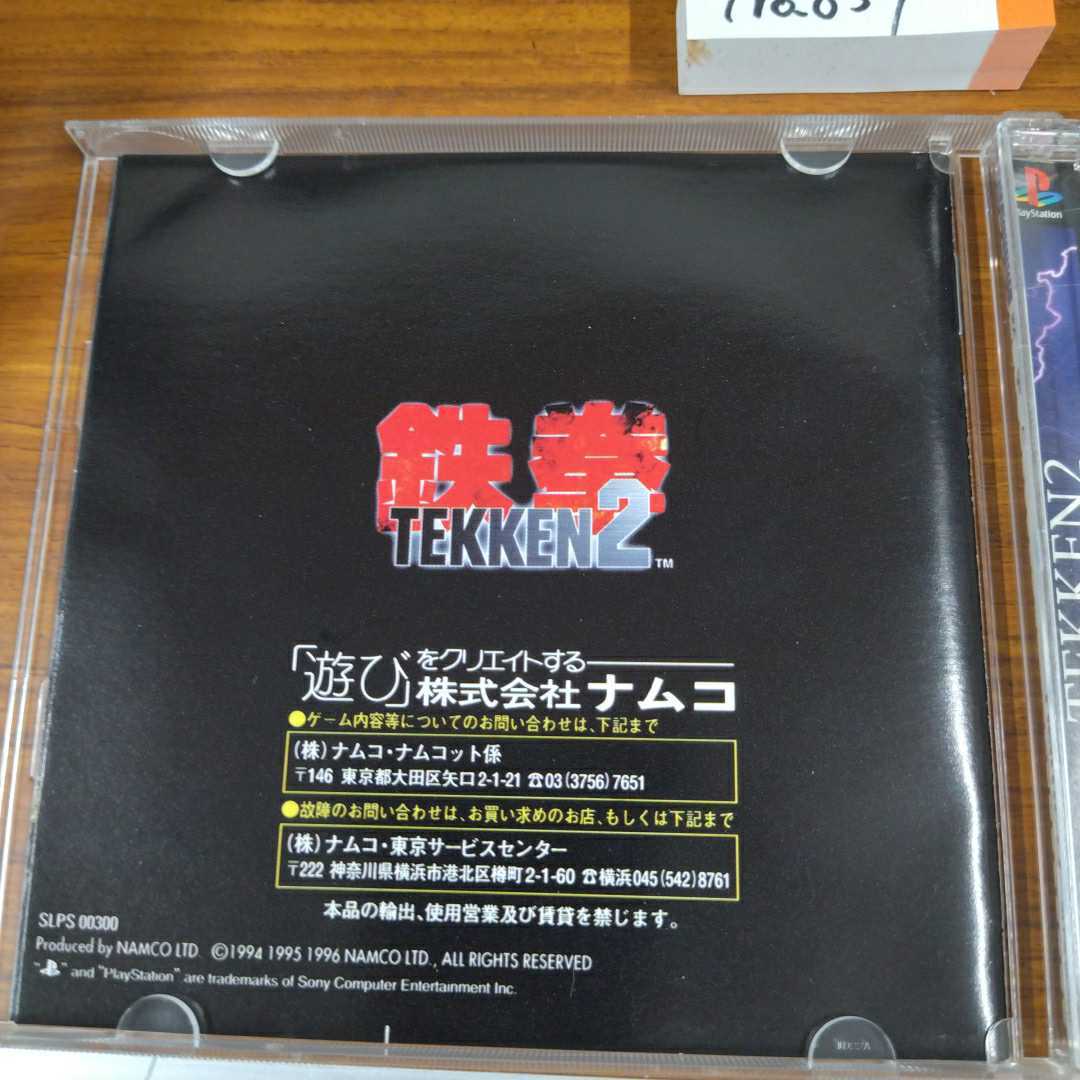 PlayStation
鉄拳
TEKKEN2™
TEKKEN2
「遊び」をクリエイトする
株式会社ナムコ
●ゲーム内容等についてのお問い合わせは、下記まで
(株)ナムコ・ナムコット係
〒146 東京都大田区矢口2-1-21 ☎03(3756)7651
●故障のお問い合わせは、お買い求めのお店、もしくは下記まで
(株)ナムコ・東京サービスセンター
〒222 神奈川県横浜市港北区樽町2-1-60 ☎横浜045(542)8761
本品の輸出、使用営業及び賃貸を禁じます。
SLPS 00300
Produced by NAMCO LTD. ©1994 1995 1996 NAMCO LTD., ALL RIGHTS RESERVED
" " and "PlayStation" are trademarks of Sony Computer Entertainment Inc.